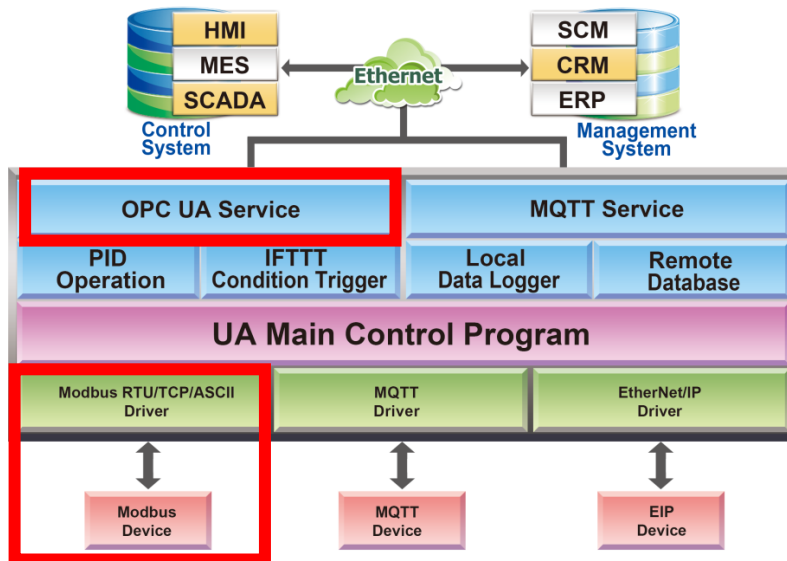 HMI
MES
SCADA
Control
System
Ethernet
SCM
CRM
ERP
Management
System
OPC UA Service
MQTT Service
PID
Operation
IFTTT
Condition Trigger
Local
Data Logger
Remote
Database
UA Main Control Program
Modbus RTU/TCP/ASCII
Driver
MQTT
Driver
EtherNet/IP
Driver
Modbus
Device
MQTT
Device
EIP
Device